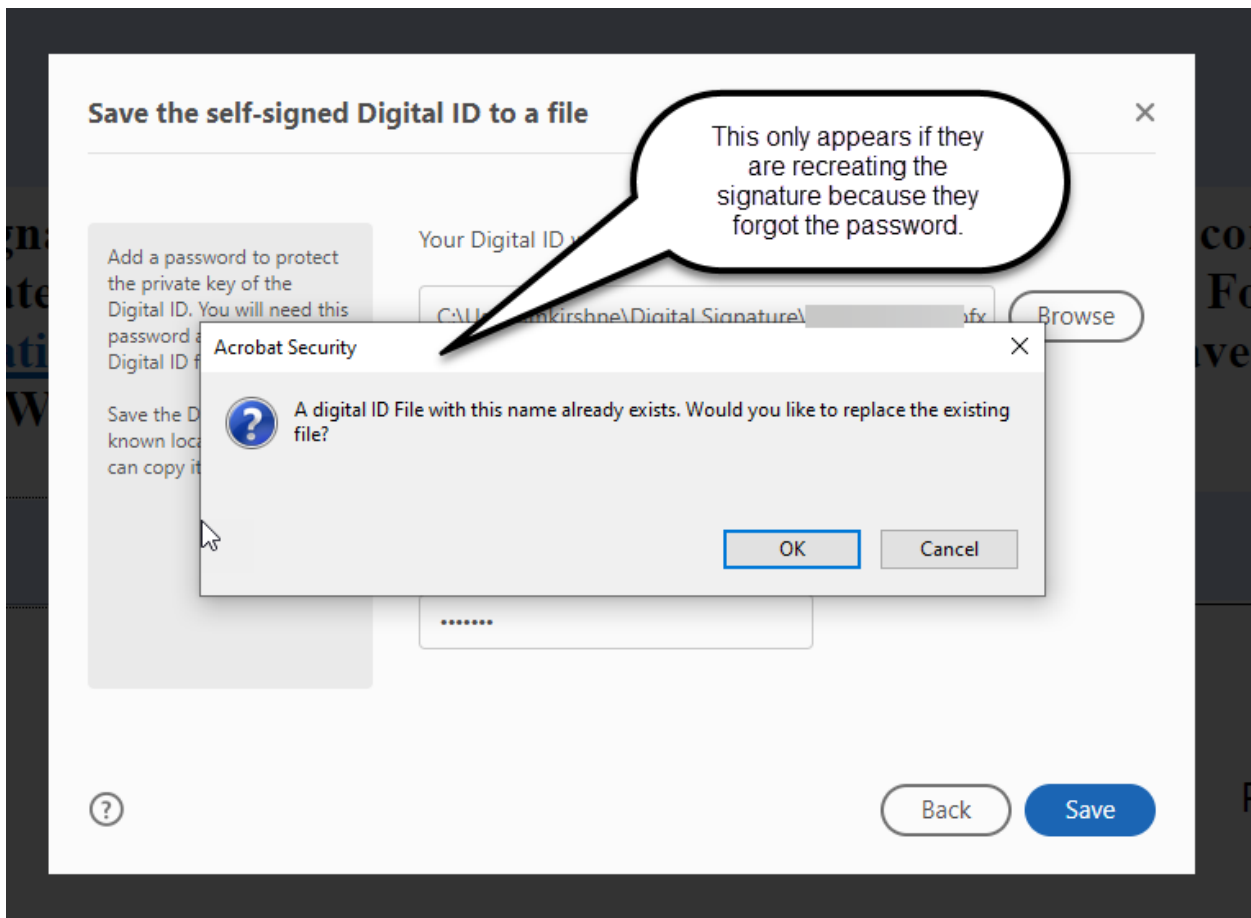 Save the self-signed Digital ID to a file
This only appears if they
are recreating the
signature because they
forgot the password.
Add a password to protect
the private key of the
Digital ID. You will need this
password
Digital ID
Save the
known
can copy it
Your Digital ID
Browse
Acrobat Security
A digital ID File with this name already exists. Would you like to replace the existing
file?
OK
Cancel
•••••••
?
Back
Save